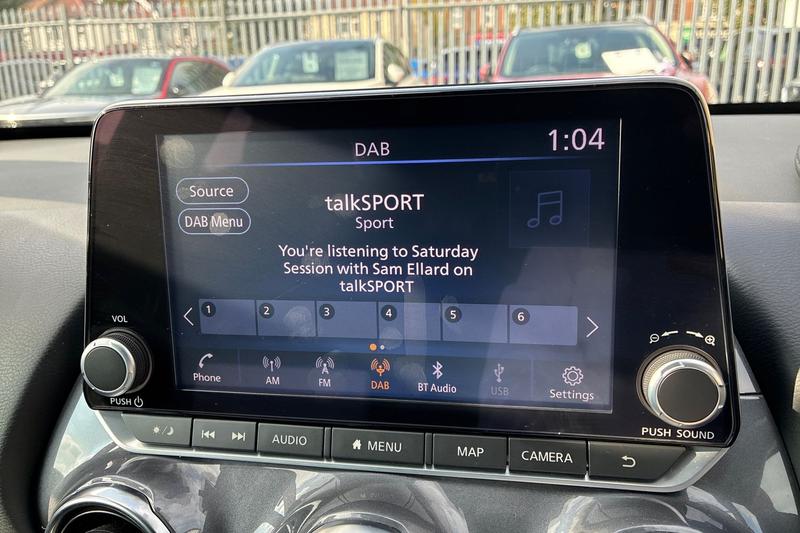 DAB
1:04
Source
DAB Menu
talkSPORT
Sport
You're listening to Saturday
Session with Sam Ellard on
talkSPORT
1 2 3 4 5 6
Phone AM FM DAB BT Audio USB Settings
VOL
PUSH
PUSH SOUND
AUDIO MENU MAP CAMERA